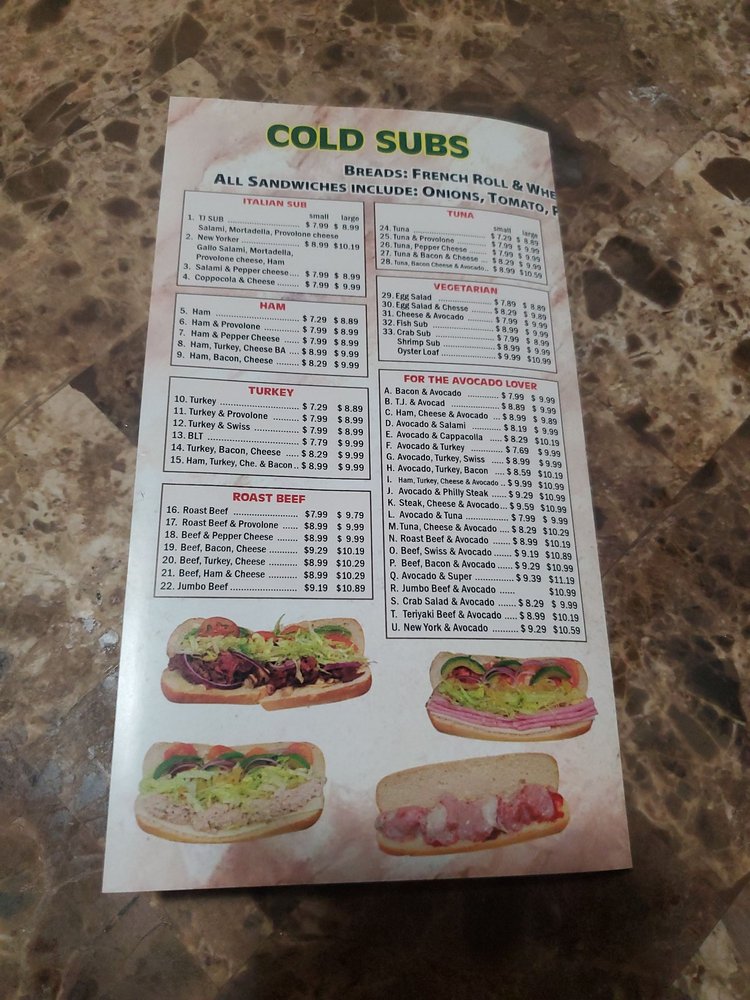 COLD SUBS
BREADS: FRENCH ROLL & WHE
ALL SANDWICHES INCLUDE: ONIONS, TOMATO, P
ITALIAN SUB
small large
1. TJ SUB $ 7.99 $ 8.99
Salami, Mortadella, Provolone cheese
2. New Yorker $ 8.99 $10.19
Gallo Salami, Mortadella,
Provolone cheese, Ham
3. Salami & Pepper cheese.... $ 7.99 $ 8.99
4. Coppocola & Cheese $ 7.99 $ 9.99
HAM
5. Ham $ 7.29 $ 8.89
6. Ham & Provolone $ 7.99 $ 8.99
7. Ham & Pepper Cheese $ 7.99 $ 8.99
8. Ham, Turkey, Cheese BA .... $ 8.99 $ 9.99
9. Ham, Bacon, Cheese $ 8.29 $ 9.99
TURKEY
10. Turkey $ 7.29 $ 8.89
11. Turkey & Provolone $ 7.99 $ 8.99
12. Turkey & Swiss $ 7.99 $ 8.99
13. BLT $ 7.79 $ 9.99
14. Turkey, Bacon, Cheese $ 8.29 $ 9.99
15. Ham, Turkey, Che. & Bacon.. $ 8.99 $ 9.99
ROAST BEEF
16. Roast Beef $7.99 $ 9.79
17. Roast Beef & Provolone $8.99 $ 9.99
18. Beef & Pepper Cheese $8.99 $ 9.99
19. Beef, Bacon, Cheese $9.29 $10.19
20. Beef, Turkey, Cheese $8.99 $10.29
21. Beef, Ham & Cheese $8.99 $10.29
22. Jumbo Beef $9.19 $10.89
TUNA
small large
24. Tuna $ 7.29 $ 8.89
25. Tuna & Provolone $ 7.99 $ 9.99
26. Tuna, Pepper Cheese $ 7.99 $ 9.99
27. Tuna & Bacon & Cheese $ 8.29 $ 9.99
28. Tuna, Bacon Cheese & Avocado.. $ 8.99 $10.59
VEGETARIAN
29. Egg Salad $ 7.89 $ 8.89
30. Egg Salad & Chesse $ 8.29 $ 9.89
31. Cheese & Avocado $ 7.99 $ 9.99
32. Fish Sub $ 8.99 $ 9.99
33. Crab Sub $ 7.99 $ 8.99
Shrimp Sub $ 8.99 $ 9.99
Oyster Loaf $ 9.99 $10.99
FOR THE AVOCADO LOVER
A. Bacon & Avocado $ 7.99 $ 9.99
B. T.J. & Avocad $ 8.89 $ 9.99
C. Ham, Cheese & Avocado $ 8.99 $ 9.89
D. Avocado & Salami $ 8.19 $ 9.99
E. Avocado & Cappacolla $ 8.29 $10.19
F. Avocado & Turkey $ 7.69 $ 9.99
G. Avocado, Turkey, Swiss $ 8.99 $ 9.99
H. Avocado, Turkey, Bacon $ 8.59 $10.19
I. Ham, Turkey, Cheese & Avocado .. $ 9.99 $10.99
J. Avocado & Philly Steak $ 9.29 $10.99
K. Steak, Cheese & Avocado... $ 9.59 $10.99
L. Avocado & Tuna $ 7.99 $ 9.99
M. Tuna, Cheese & Avocado .... $ 8.29 $10.29
N. Roast Beef & Avocado $ 8.99 $10.19
O. Beef, Swiss & Avocado $ 9.19 $10.89
P. Beef, Bacon & Avocado $ 9.29 $10.99
Q. Avocado & Super $ 9.39 $11.19
R. Jumbo Beef & Avocado $10.99
S. Crab Salad & Avocado $ 8.29 $ 9.99
T. Teriyaki Beef & Avocado $ 8.99 $10.19
U. New York & Avocado $ 9.29 $10.59